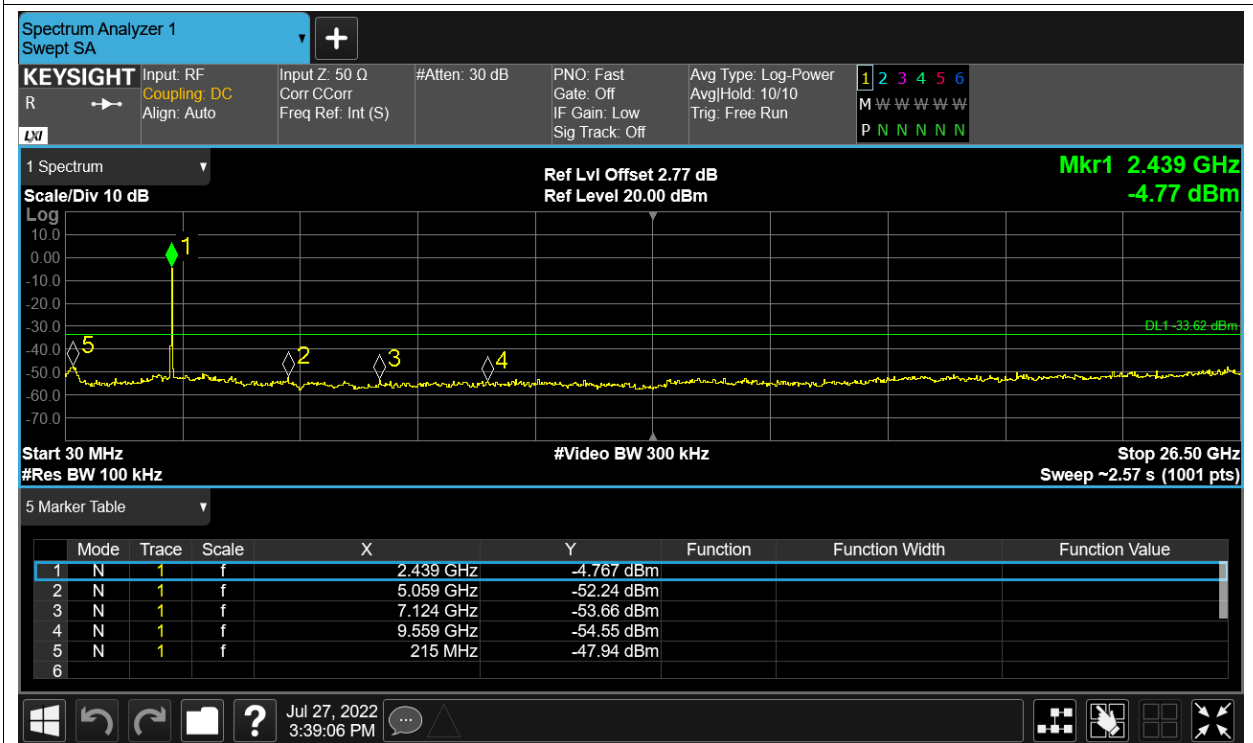 Spectrum Analyzer 1
Swept SA
KEYSIGHT
R
LXI
Input: RF
Coupling: DC
Align: Auto
Input Z: 50 Ω
Corr CCorr
Freq Ref: Int (S)
#Atten: 30 dB
PNO: Fast
Gate: Off
IF Gain: Low
Sig Track: Off
Avg Type: Log-Power
Avg|Hold: 10/10
Trig: Free Run
1 2 3 4 5 6
M W W W W W
P N N N N N
1 Spectrum
Scale/Div 10 dB
Ref Lvl Offset 2.77 dB
Ref Level 20.00 dBm
Mkr1 2.439 GHz
-4.77 dBm
Log
10.0
0.00
-10.0
-20.0
-30.0
-40.0
-50.0
-60.0
-70.0
1
5
2
3
4
DL1 -33.62 dBm
Start 30 MHz
#Res BW 100 kHz
#Video BW 300 kHz
Stop 26.50 GHz
Sweep ~2.57 s (1001 pts)
5 Marker Table
Mode Trace Scale X Y Function Function Width Function Value
1 N 1 f 2.439 GHz -4.767 dBm
2 N 1 f 5.059 GHz -52.24 dBm
3 N 1 f 7.124 GHz -53.66 dBm
4 N 1 f 9.559 GHz -54.55 dBm
5 N 1 f 215 MHz -47.94 dBm
6
?
Jul 27, 2022
3:39:06 PM